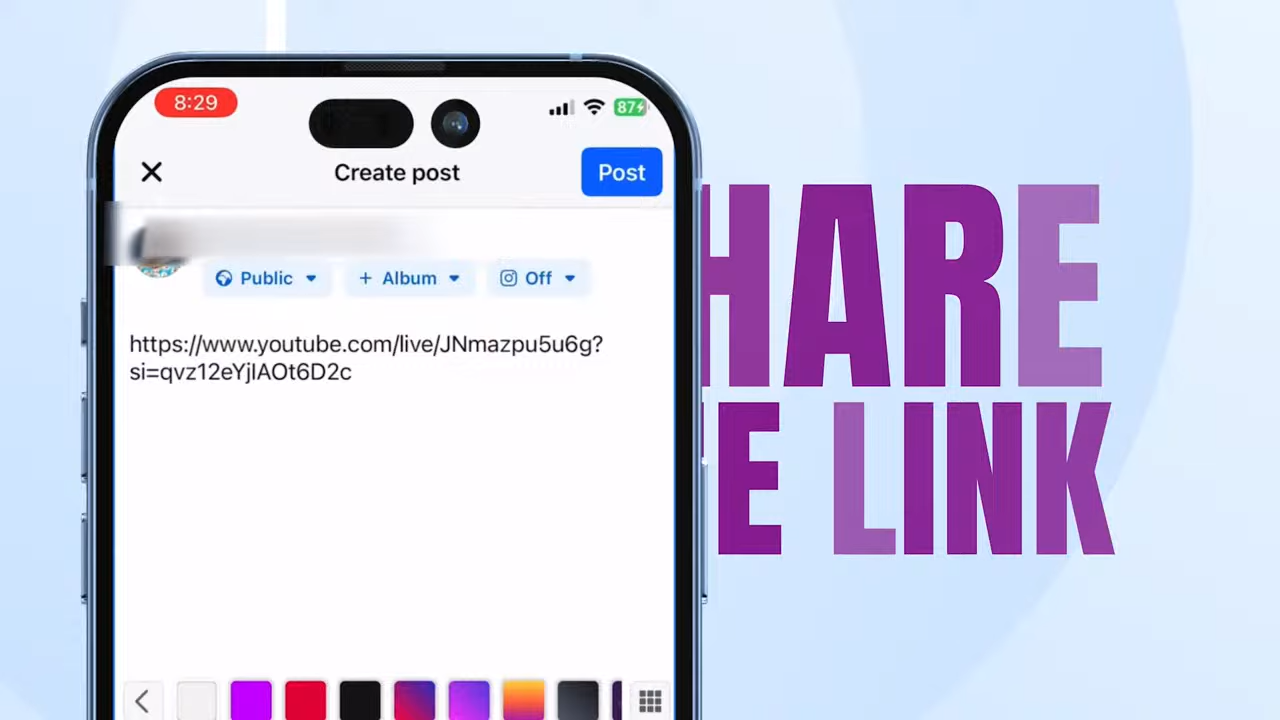 8:29
87
Create post
Post
Public
+ Album
Off
https://www.youtube.com/live/JNmazpu5u6g?
si=qvz12eYjIAOt6D2c
HARE
E LINK